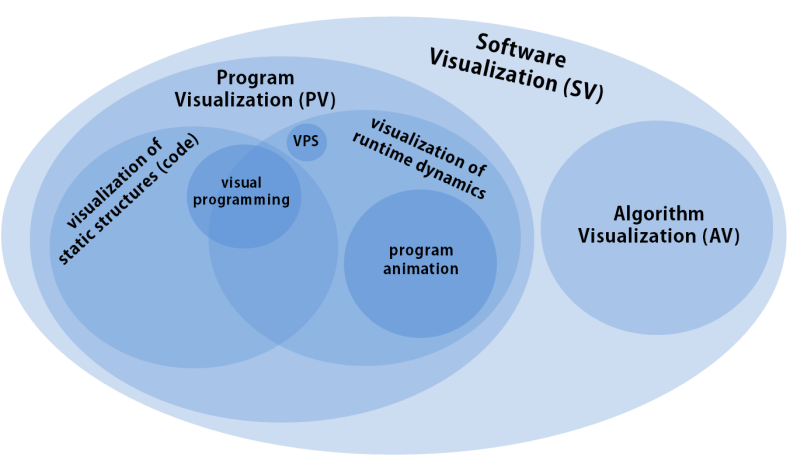 Software
Visualization (SV)
Program
Visualization (PV)
visualization of
static structures (code)
VPS
visualization of
runtime dynamics
visual
programming
program
animation
Algorithm
Visualization (AV)